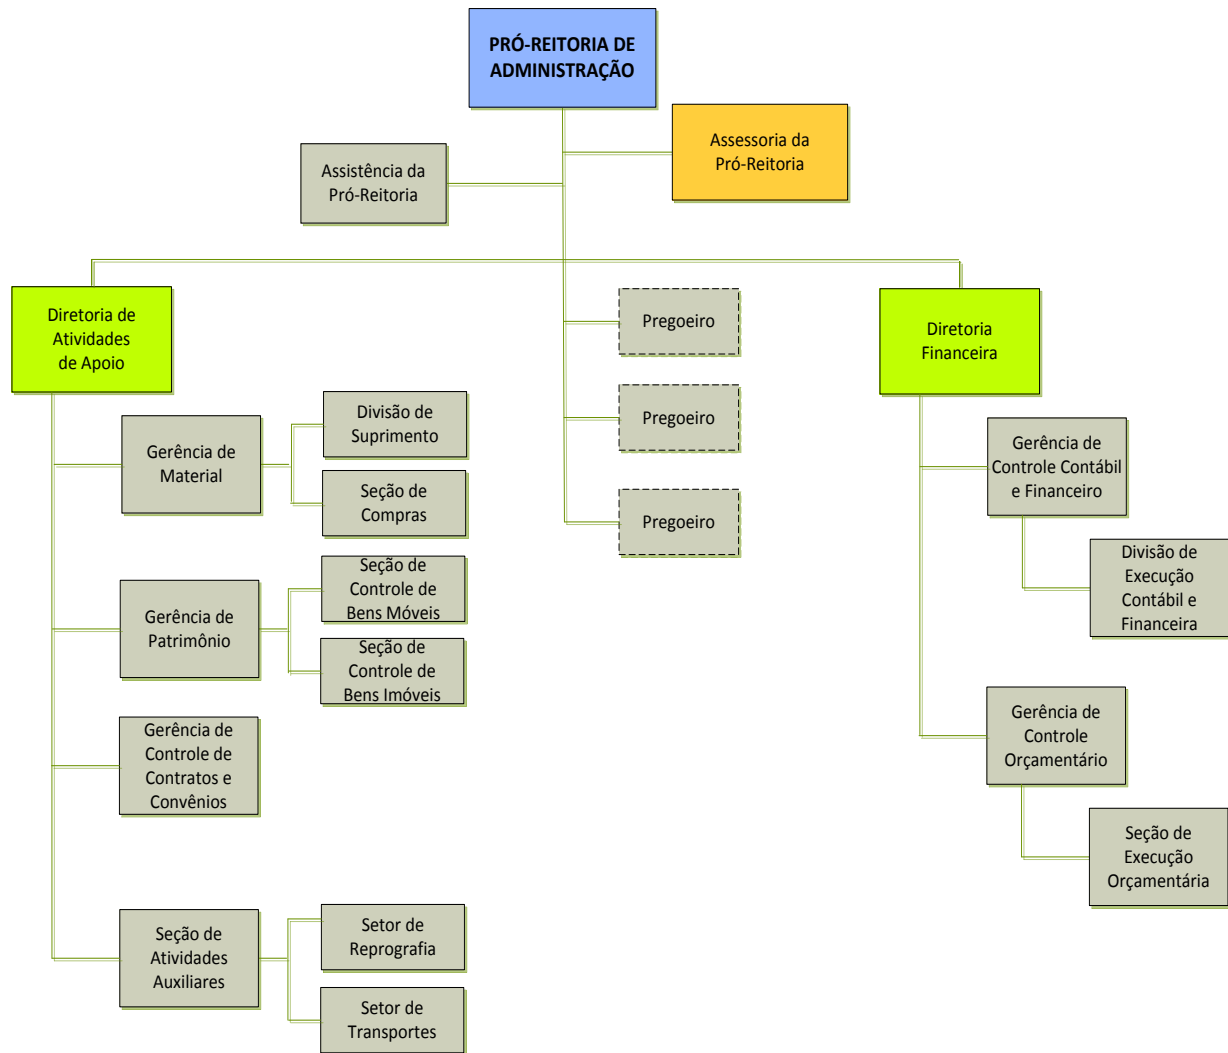 PRÓ-REITORIA DE
ADMINISTRAÇÃO
Assessoria da
Pró-Reitoria
Assistência da
Pró-Reitoria
Diretoria de
Atividades
de Apoio
Pregoeiro
Diretoria
Financeira
Pregoeiro
Pregoeiro
Gerência de
Material
Divisão de
Suprimento
Seção de
Compras
Gerência de
Patrimônio
Seção de
Controle de
Bens Móveis
Seção de
Controle de
Bens Imóveis
Gerência de
Controle de
Contratos e
Convênios
Seção de
Atividades
Auxiliares
Setor de
Reprografia
Setor de
Transportes
Gerência de
Controle Contábil
e Financeiro
Divisão de
Execução
Contábil e
Financeira
Gerência de
Controle
Orçamentário
Seção de
Execução
Orçamentária